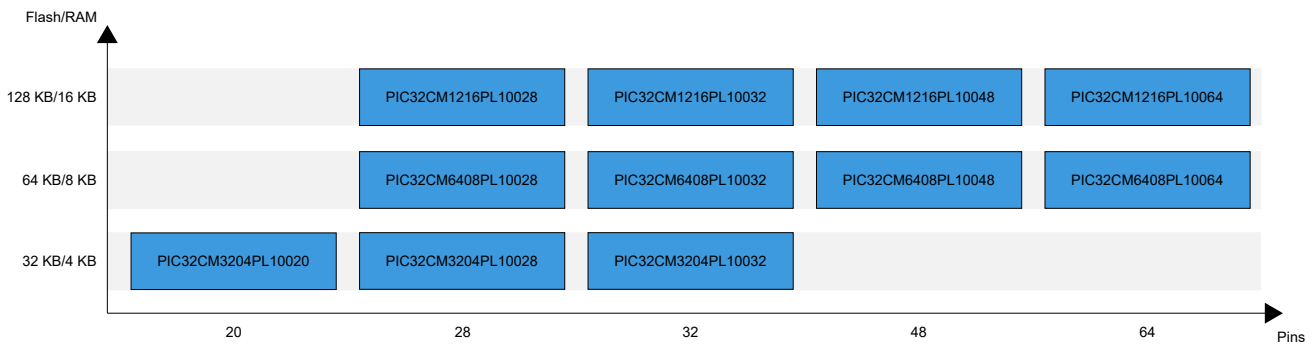 Flash/RAM
128 KB/16 KB PIC32CM1216PL10028 PIC32CM1216PL10032 PIC32CM1216PL10048 PIC32CM1216PL10064
64 KB/8 KB PIC32CM6408PL10028 PIC32CM6408PL10032 PIC32CM6408PL10048 PIC32CM6408PL10064
32 KB/4 KB PIC32CM3204PL10020 PIC32CM3204PL10028 PIC32CM3204PL10032
20 28 32 48 64
Pins